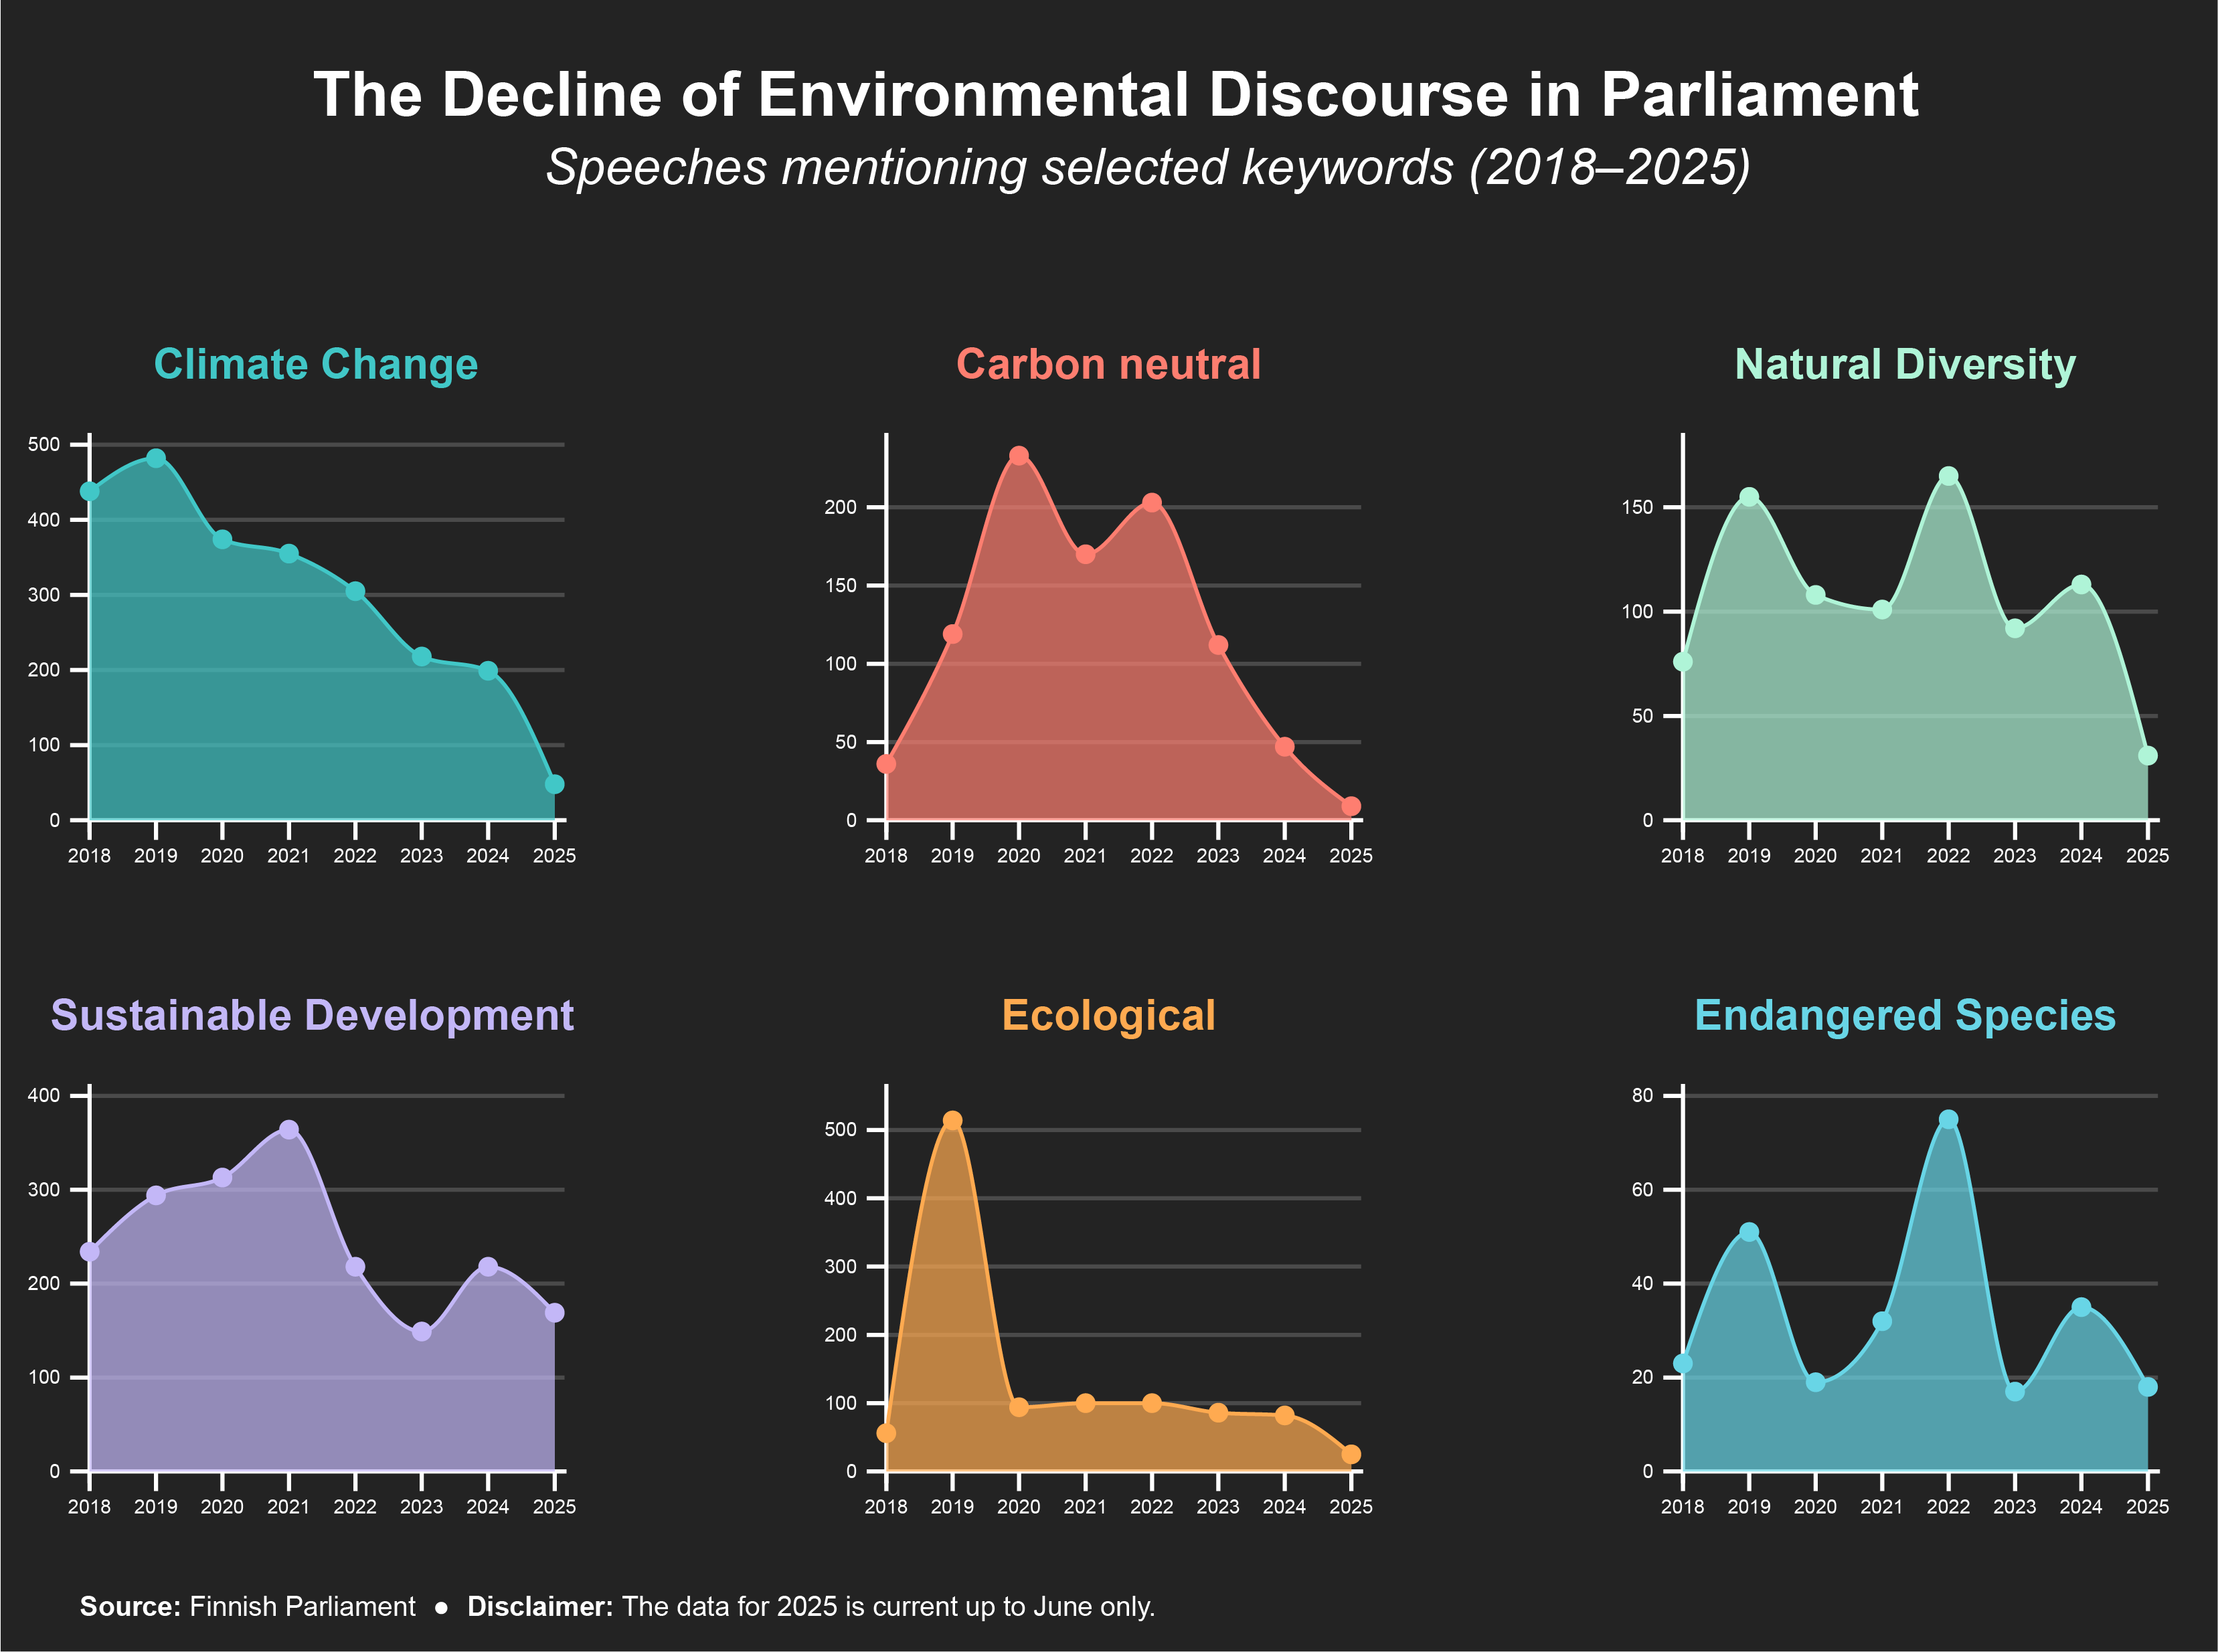 The Decline of Environmental Discourse in Parliament
Speeches mentioning selected keywords (2018–2025)
Climate Change
500
400
300
200
100
0
2018 2019 2020 2021 2022 2023 2024 2025
Carbon neutral
200
150
100
50
0
2018 2019 2020 2021 2022 2023 2024 2025
Natural Diversity
150
100
50
0
2018 2019 2020 2021 2022 2023 2024 2025
Sustainable Development
400
300
200
100
0
2018 2019 2020 2021 2022 2023 2024 2025
Ecological
500
400
300
200
100
0
2018 2019 2020 2021 2022 2023 2024 2025
Endangered Species
80
60
40
20
0
2018 2019 2020 2021 2022 2023 2024 2025
Source: Finnish Parliament ● Disclaimer: The data for 2025 is current up to June only.